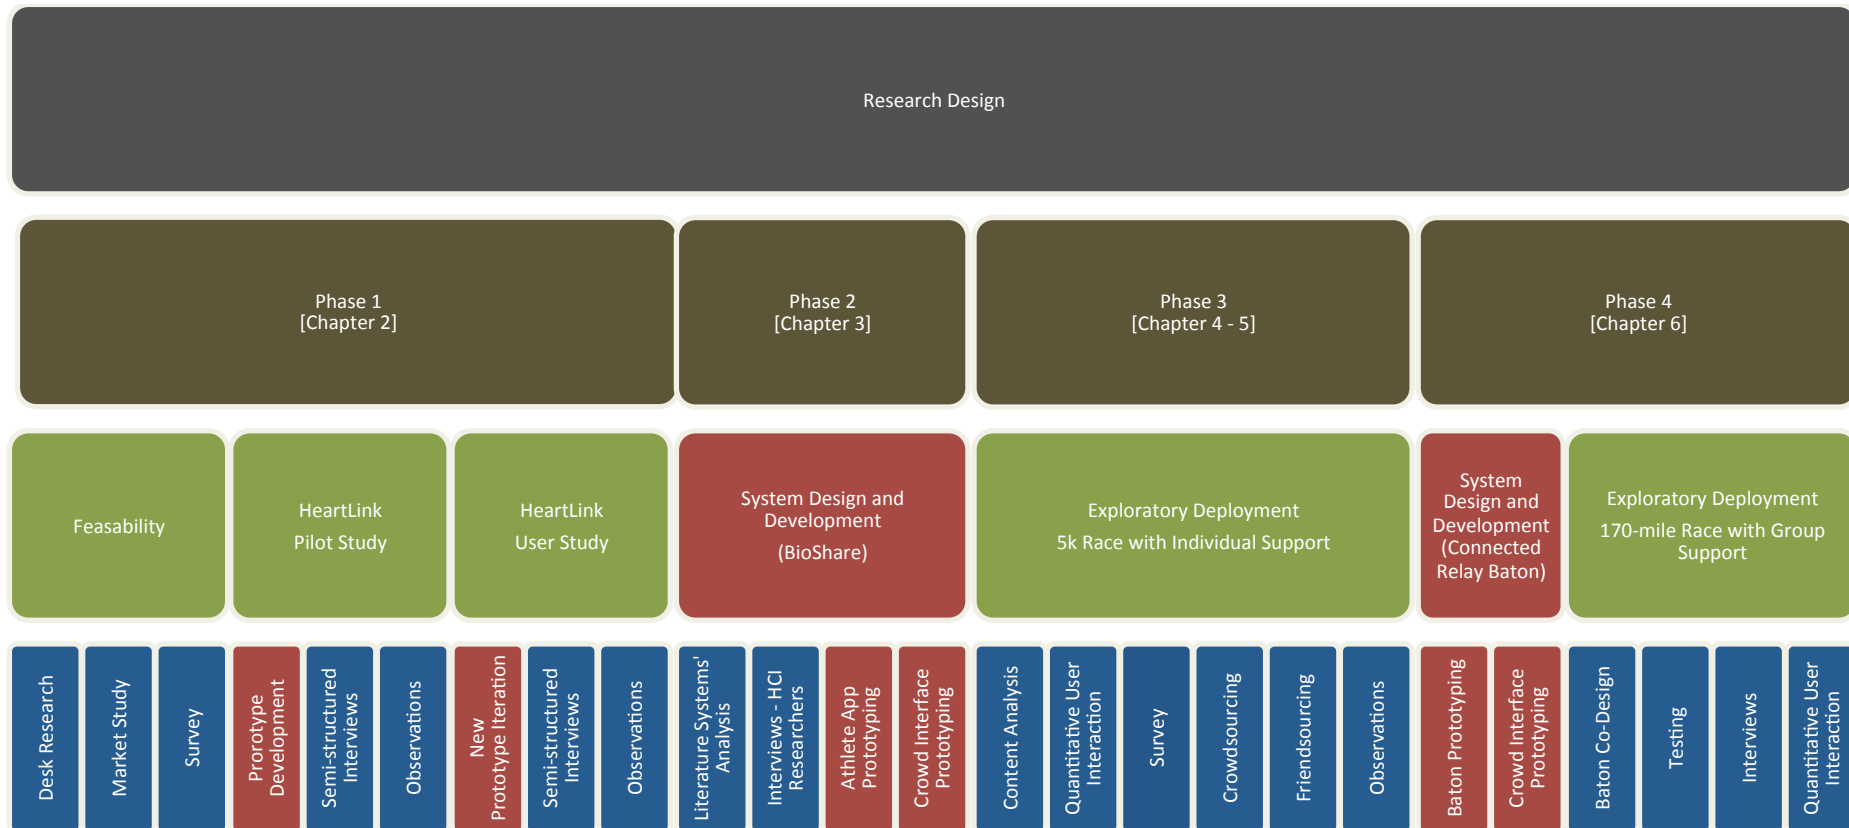 Research Design
Phase 1
[Chapter 2]
Phase 2
[Chapter 3]
Phase 3
[Chapter 4 - 5]
Phase 4
[Chapter 6]
Feasability
HeartLink
Pilot Study
HeartLink
User Study
System Design and
Development
(BioShare)
Exploratory Deployment
5k Race with Individual Support
System
Design and
Development
(Connected
Relay Baton)
Exploratory Deployment
170-mile Race with Group
Support
Desk Research
Market Study
Survey
Prorotype
Development
Semi-structured
Interviews
Observations
New
Prototype Iteration
Semi-structured
Interviews
Observations
Literature Systems'
Analysis
Interviews - HCI
Researchers
Athlete App
Prototyping
Crowd Interface
Prototyping
Content Analysis
Quantitative User
Interaction
Survey
Crowdsourcing
Friendsourcing
Observations
Baton Prototyping
Crowd Interface
Prototyping
Baton Co-Design
Testing
Interviews
Quantitative User
Interaction